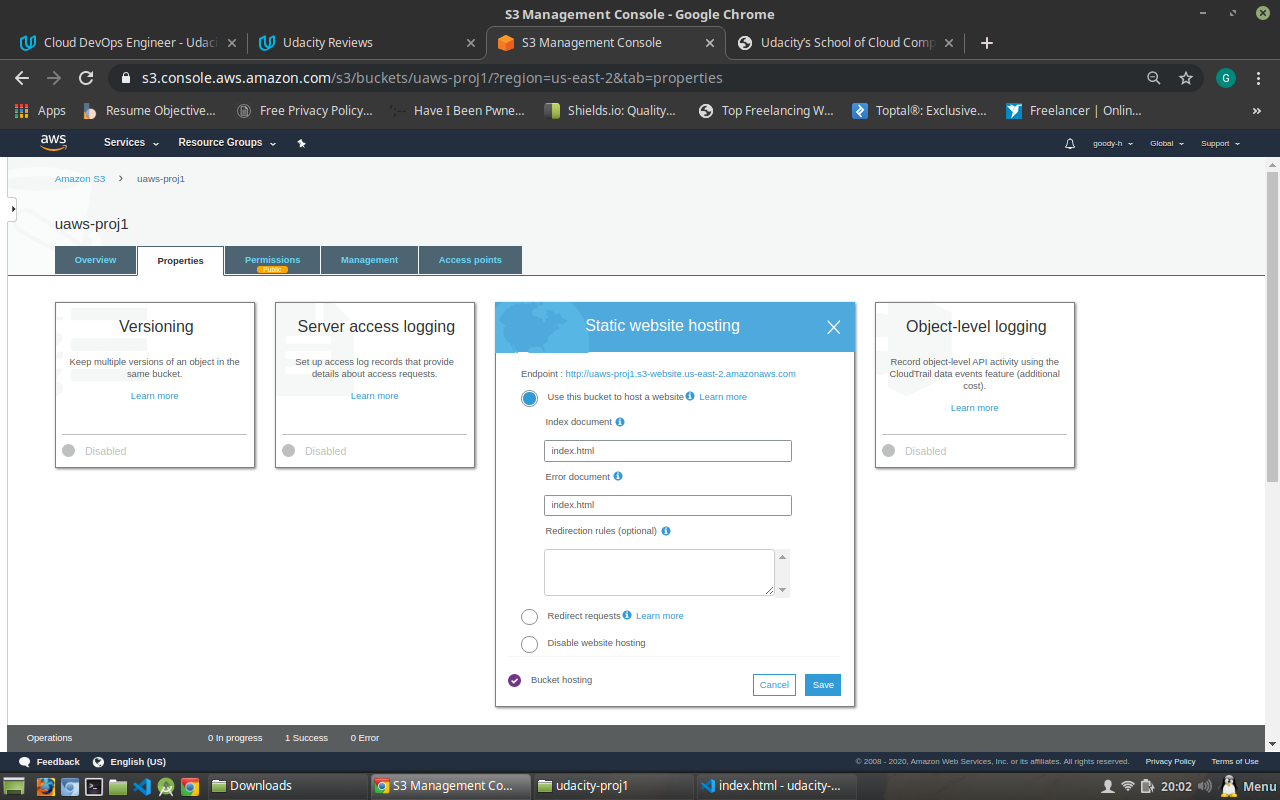 S3 Management Console - Google Chrome
Cloud DevOps Engineer - Udaci
Udacity Reviews
S3 Management Console
Udacity's School of Cloud Comp
s3.console.aws.amazon.com/s3/buckets/uaws-proj1/?region=us-east-2&tab=properties
G
Apps
Resume Objective...
Free Privacy Policy...
Have I Been Pwne...
Shields.io: Quality...
Top Freelancing W...
Toptal®: Exclusive...
Freelancer | Onlin...
»
aws
Services
Resource Groups
goody-h
Global
Support
Amazon S3
uaws-proj1
uaws-proj1
Overview
Properties
Permissions
Public
Management
Access points
Versioning
Keep multiple versions of an object in the
same bucket.
Learn more
Disabled
Server access logging
Set up access log records that provide
details about access requests.
Learn more
Disabled
Static website hosting
Endpoint : http://uaws-proj1.s3-website.us-east-2.amazonaws.com
Use this bucket to host a website Learn more
Index document
index.html
Error document
index.html
Redirection rules (optional)
Redirect requests Learn more
Disable website hosting
Bucket hosting
Cancel
Save
Object-level logging
Record object-level API activity using the
CloudTrail data events feature (additional
cost).
Learn more
Disabled
Operations
0 In progress
1 Success
0 Error
Feedback
English (US)
© 2008 - 2020, Amazon Web Services, Inc. or its affiliates. All rights reserved.
Privacy Policy
Terms of Use
Downloads
S3 Management Co...
udacity-proj1
index.html - udacity-...
20:02
Menu